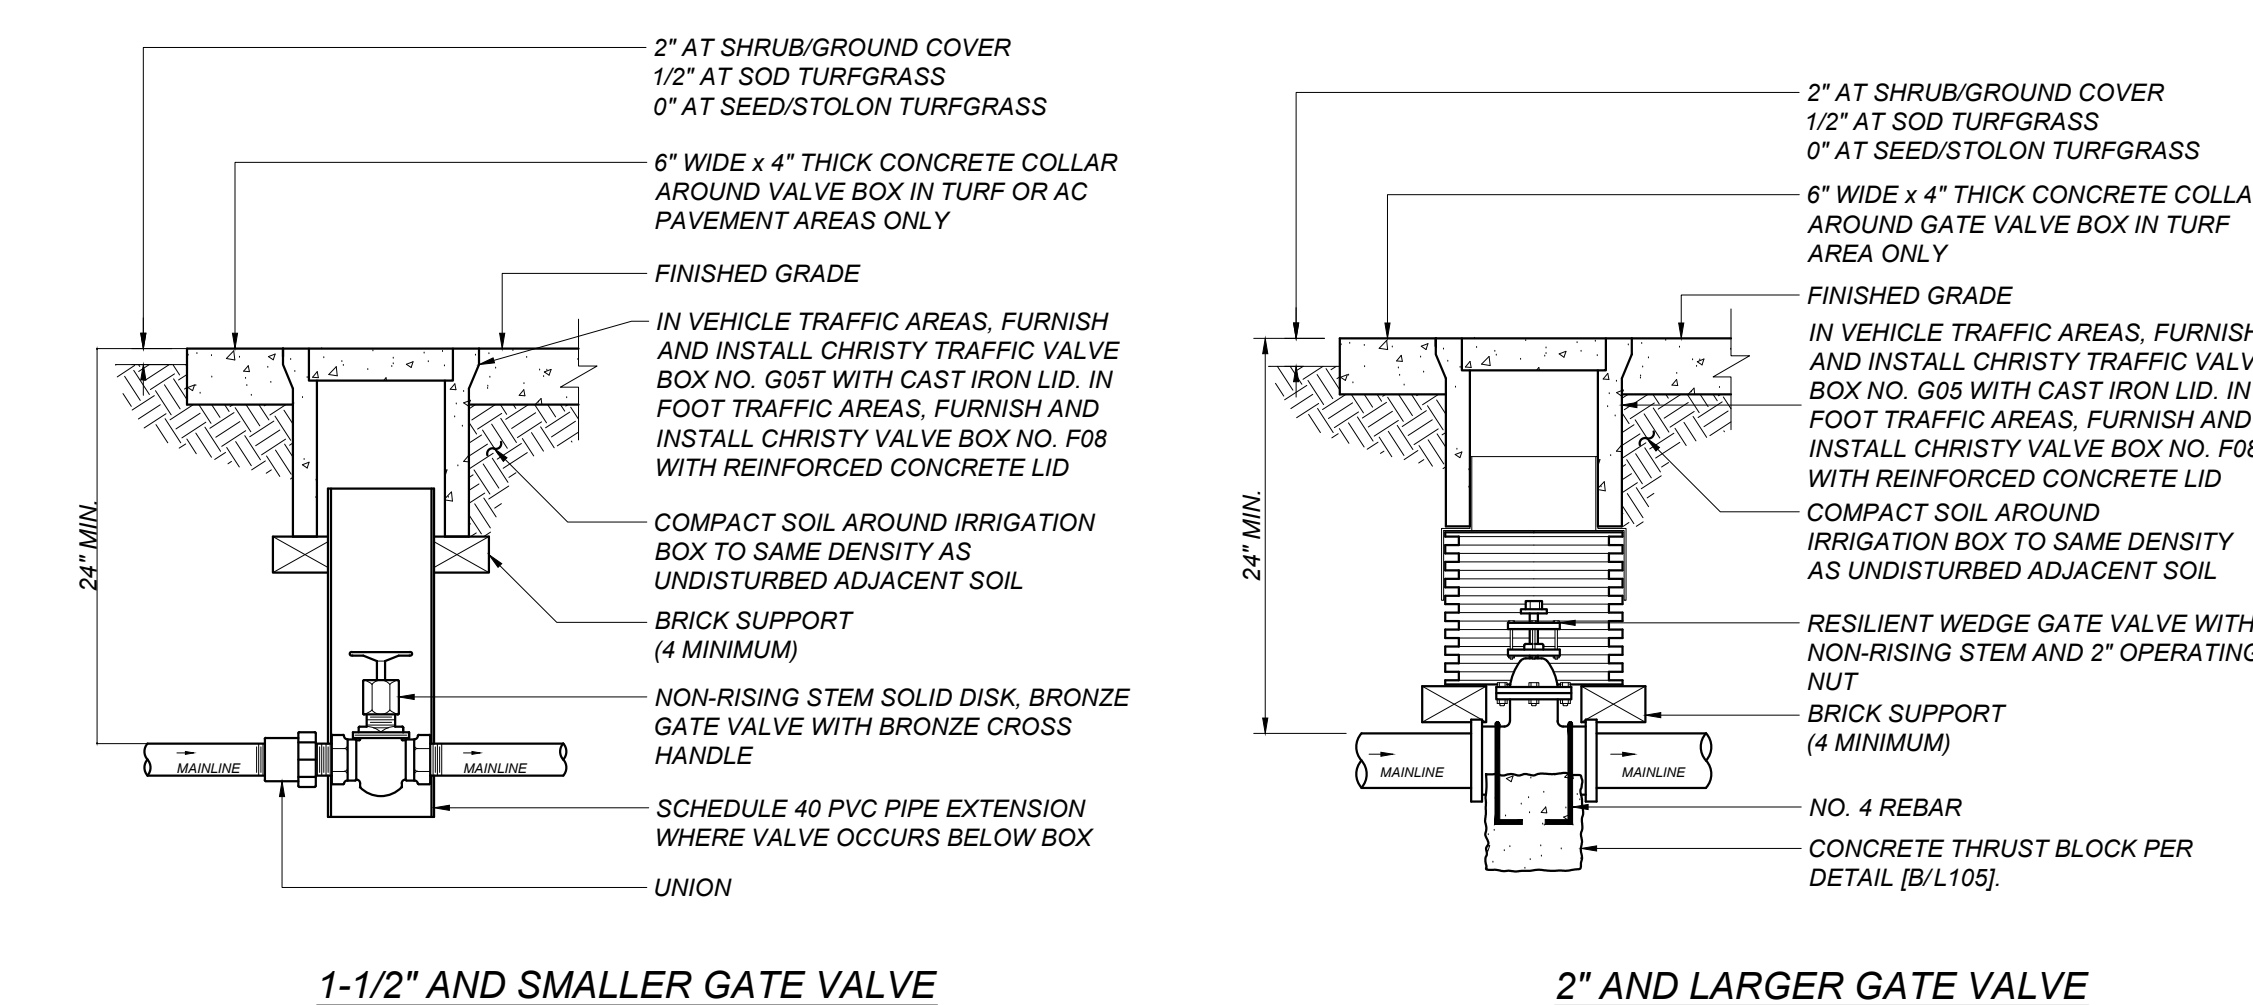 2" AT SHRUB/GROUND COVER
1/2" AT SOD TURFGRASS
0" AT SEED/STOLON TURFGRASS
6" WIDE x 4" THICK CONCRETE COLLAR
AROUND VALVE BOX IN TURF OR AC
PAVEMENT AREAS ONLY
FINISHED GRADE
IN VEHICLE TRAFFIC AREAS, FURNISH
AND INSTALL CHRISTY TRAFFIC VALVE
BOX NO. G05T WITH CAST IRON LID. IN
FOOT TRAFFIC AREAS, FURNISH AND
INSTALL CHRISTY VALVE BOX NO. F08
WITH REINFORCED CONCRETE LID
COMPACT SOIL AROUND IRRIGATION
BOX TO SAME DENSITY AS
UNDISTURBED ADJACENT SOIL
BRICK SUPPORT
(4 MINIMUM)
NON-RISING STEM SOLID DISK, BRONZE
GATE VALVE WITH BRONZE CROSS
HANDLE
SCHEDULE 40 PVC PIPE EXTENSION
WHERE VALVE OCCURS BELOW BOX
UNION
24" MIN.
MAINLINE
MAINLINE
1-1/2" AND SMALLER GATE VALVE
2" AT SHRUB/GROUND COVER
1/2" AT SOD TURFGRASS
0" AT SEED/STOLON TURFGRASS
6" WIDE x 4" THICK CONCRETE COLLA
AROUND GATE VALVE BOX IN TURF
AREA ONLY
FINISHED GRADE
IN VEHICLE TRAFFIC AREAS, FURNISH
AND INSTALL CHRISTY TRAFFIC VALV
BOX NO. G05 WITH CAST IRON LID. IN
FOOT TRAFFIC AREAS, FURNISH AND
INSTALL CHRISTY VALVE BOX NO. F08
WITH REINFORCED CONCRETE LID
COMPACT SOIL AROUND
IRRIGATION BOX TO SAME DENSITY
AS UNDISTURBED ADJACENT SOIL
RESILIENT WEDGE GATE VALVE WITH
NON-RISING STEM AND 2" OPERATING
NUT
BRICK SUPPORT
(4 MINIMUM)
NO. 4 REBAR
CONCRETE THRUST BLOCK PER
DETAIL [B/L105].
24" MIN.
MAINLINE
MAINLINE
2" AND LARGER GATE VALVE